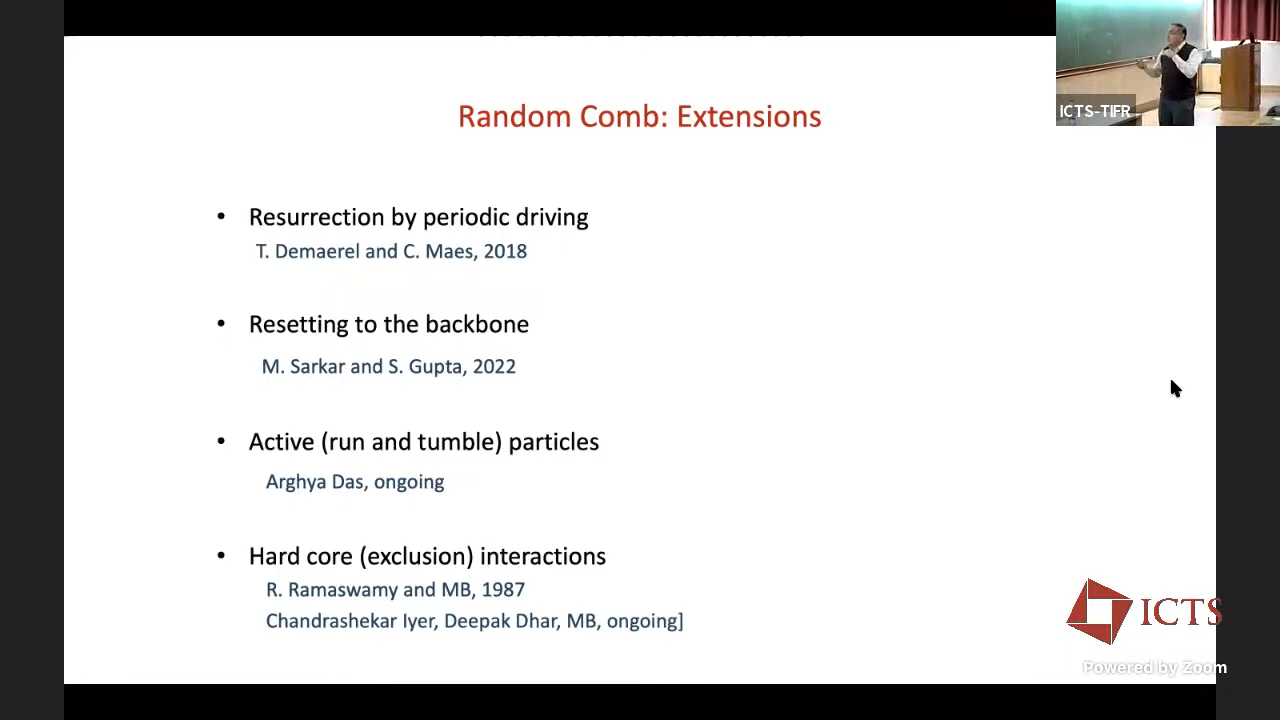 ICTS-TIFR
Random Comb: Extensions
• Resurrection by periodic driving
T. Demaerel and C. Maes, 2018
• Resetting to the backbone
M. Sarkar and S. Gupta, 2022
• Active (run and tumble) particles
Arghya Das, ongoing
• Hard core (exclusion) interactions
R. Ramaswamy and MB, 1987
Chandrashekar Iyer, Deepak Dhar, MB, ongoing]
ICTS
Powered by Zoom